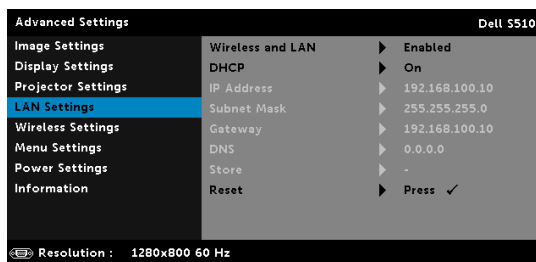 Advanced Settings Dell S510
Image Settings
Display Settings
Projector Settings
LAN Settings
Wireless Settings
Menu Settings
Power Settings
Information
Wireless and LAN Enabled
DHCP On
IP Address 192.168.100.10
Subnet Mask 255.255.255.0
Gateway 192.168.100.10
DNS 0.0.0.0
Store -
Reset Press ✓
Resolution : 1280x800 60 Hz